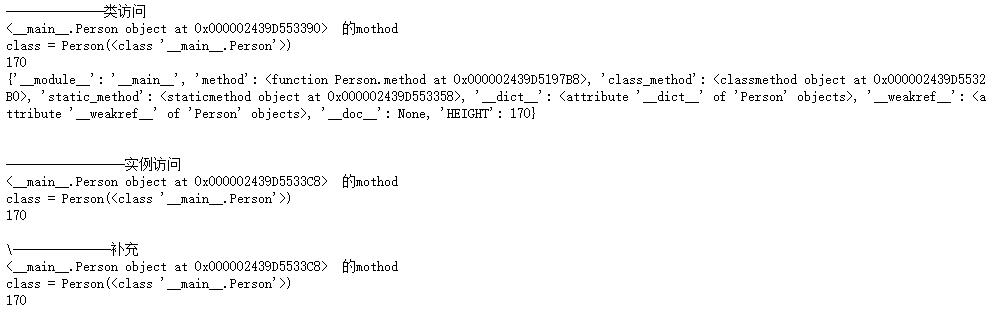 ———————类访问
<__main__.Person object at 0x000002439D553390>  的mothod
class = Person(<class '__main__.Person'>)
170
{'__module__': '__main__', 'method': <function Person.method at 0x000002439D5197B8>, 'class_method': <classmethod object at 0x000002439D5532
B0>, 'static_method': <staticmethod object at 0x000002439D553358>, '__dict__': <attribute '__dict__' of 'Person' objects>, '__weakref__': <a
ttribute '__weakref__' of 'Person' objects>, '__doc__': None, 'HEIGHT': 170}
————————实例访问
<__main__.Person object at 0x000002439D5533C8>  的mothod
class = Person(<class '__main__.Person'>)
170
\———————补充
<__main__.Person object at 0x000002439D5533C8>  的mothod
class = Person(<class '__main__.Person'>)
170